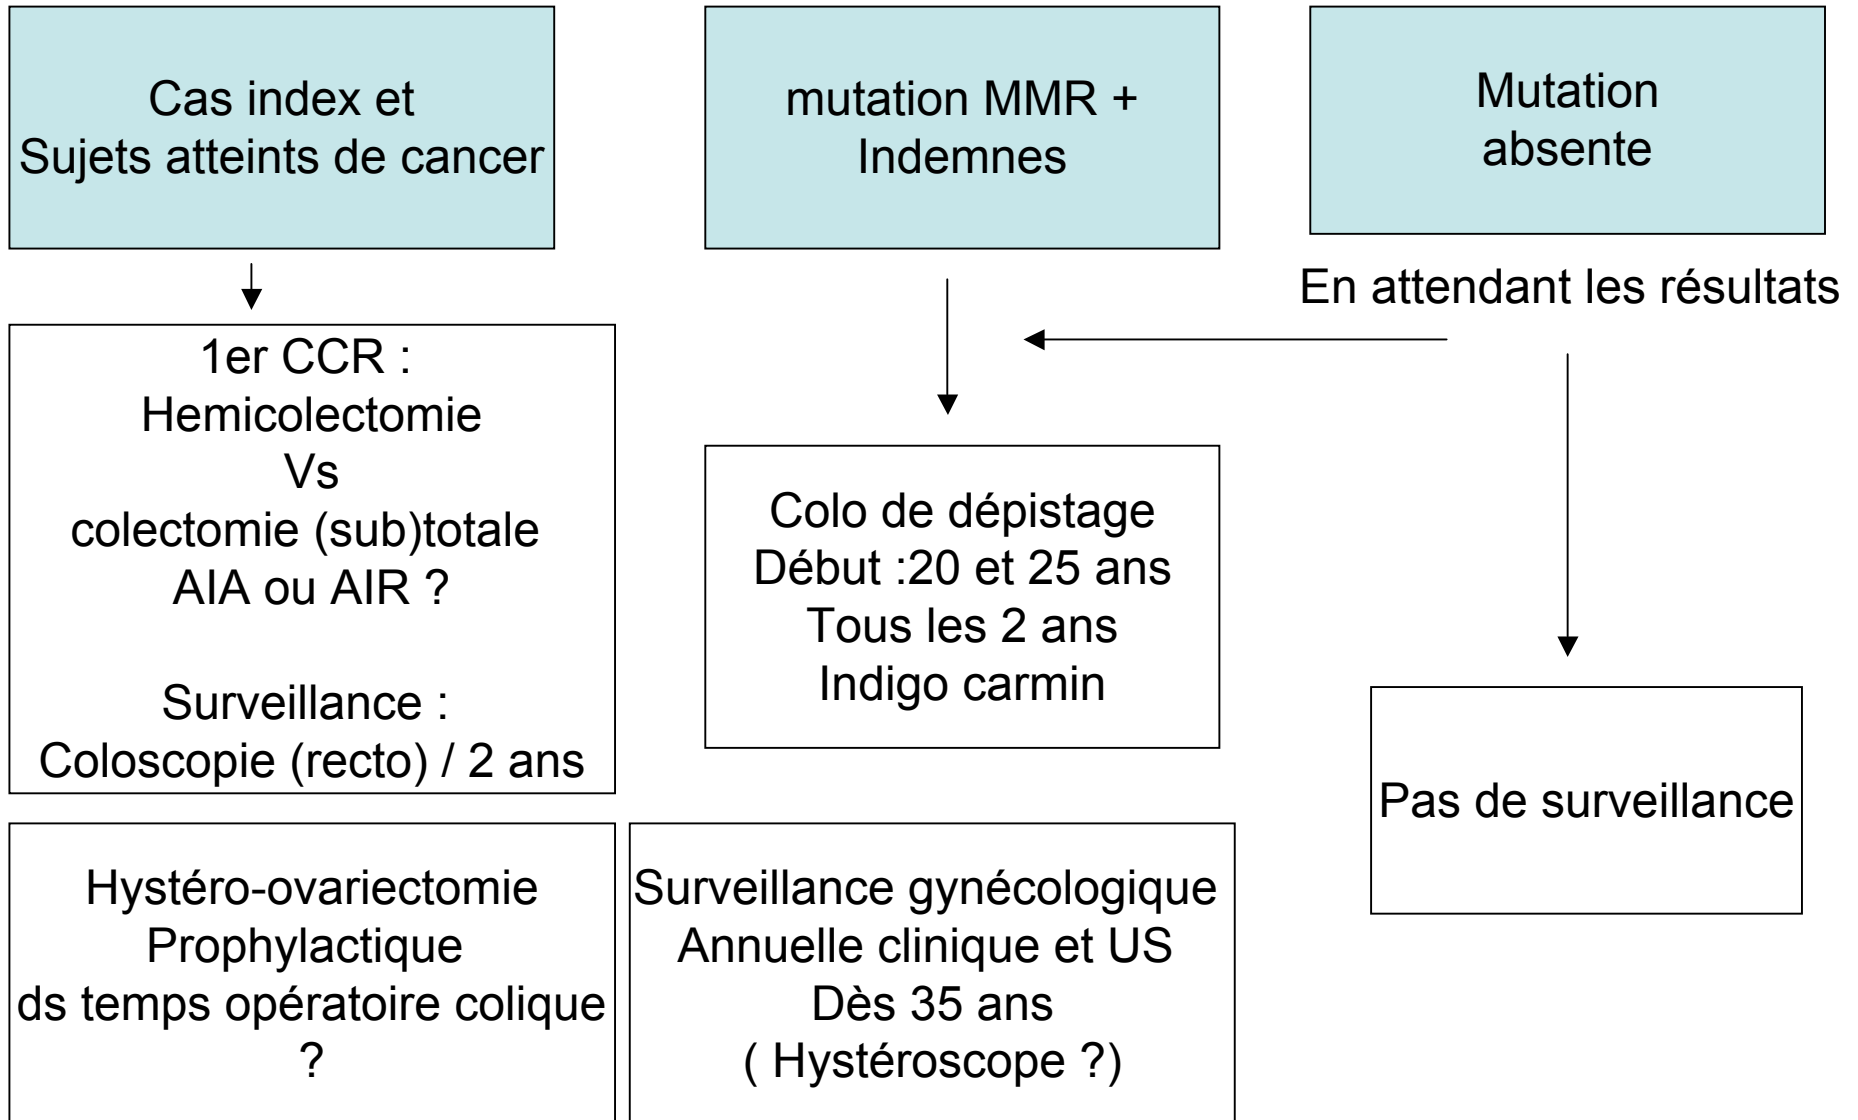 Cas index et
Sujets atteints de cancer
mutation MMR +
Indemnes
Mutation
absente
En attendant les résultats
1er CCR :
Hemicolectomie
Vs
colectomie (sub)totale
AIA ou AIR ?
Surveillance :
Coloscopie (recto) / 2 ans
Colo de dépistage
Début :20 et 25 ans
Tous les 2 ans
Indigo carmin
Pas de surveillance
Hystéro-ovariectomie
Prophylactique
ds temps opératoire colique
?
Surveillance gynécologique
Annuelle clinique et US
Dès 35 ans
( Hystéroscope ?)